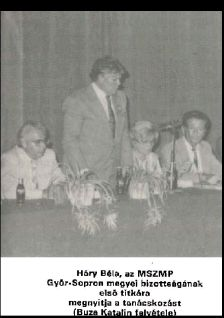 Háry Béla, az MSZMP
Győr-Sopron megyei bizottságának
első titkára
megnyitja a tanácskozást
(Buza Katalin felvétele)